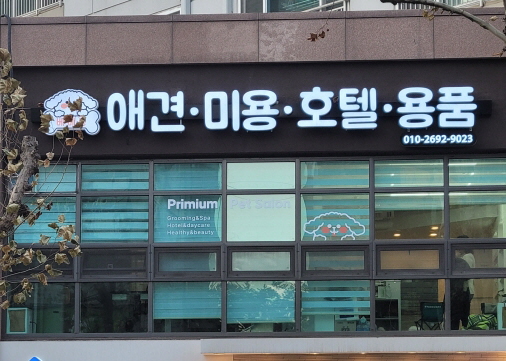 애견·미용·호텔·용품
010-2692-9023
Primium Pet Salon
Grooming&Spa
Hotel&daycare
Healthy&beauty